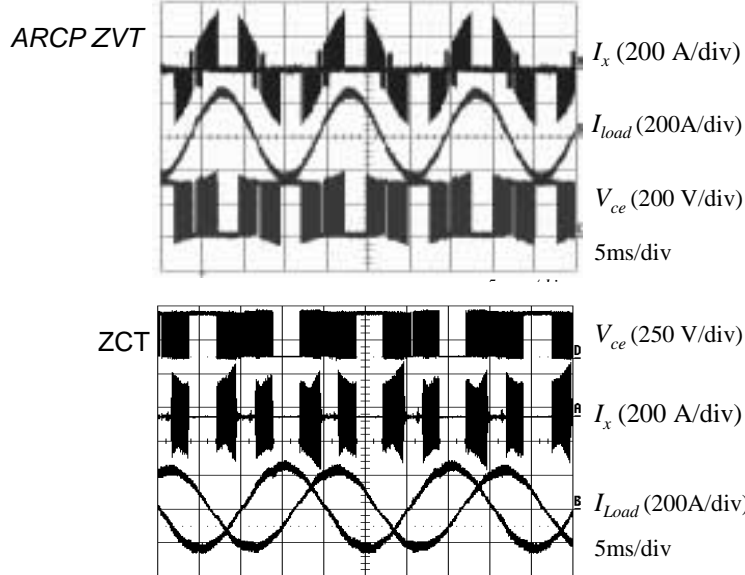 ARCP ZVT
I_x (200 A/div)
I_load (200A/div)
V_ce (200 V/div)
5ms/div
ZCT
V_ce (250 V/div)
D
I_x (200 A/div)
A
I_Load (200A/div)
B
5ms/div